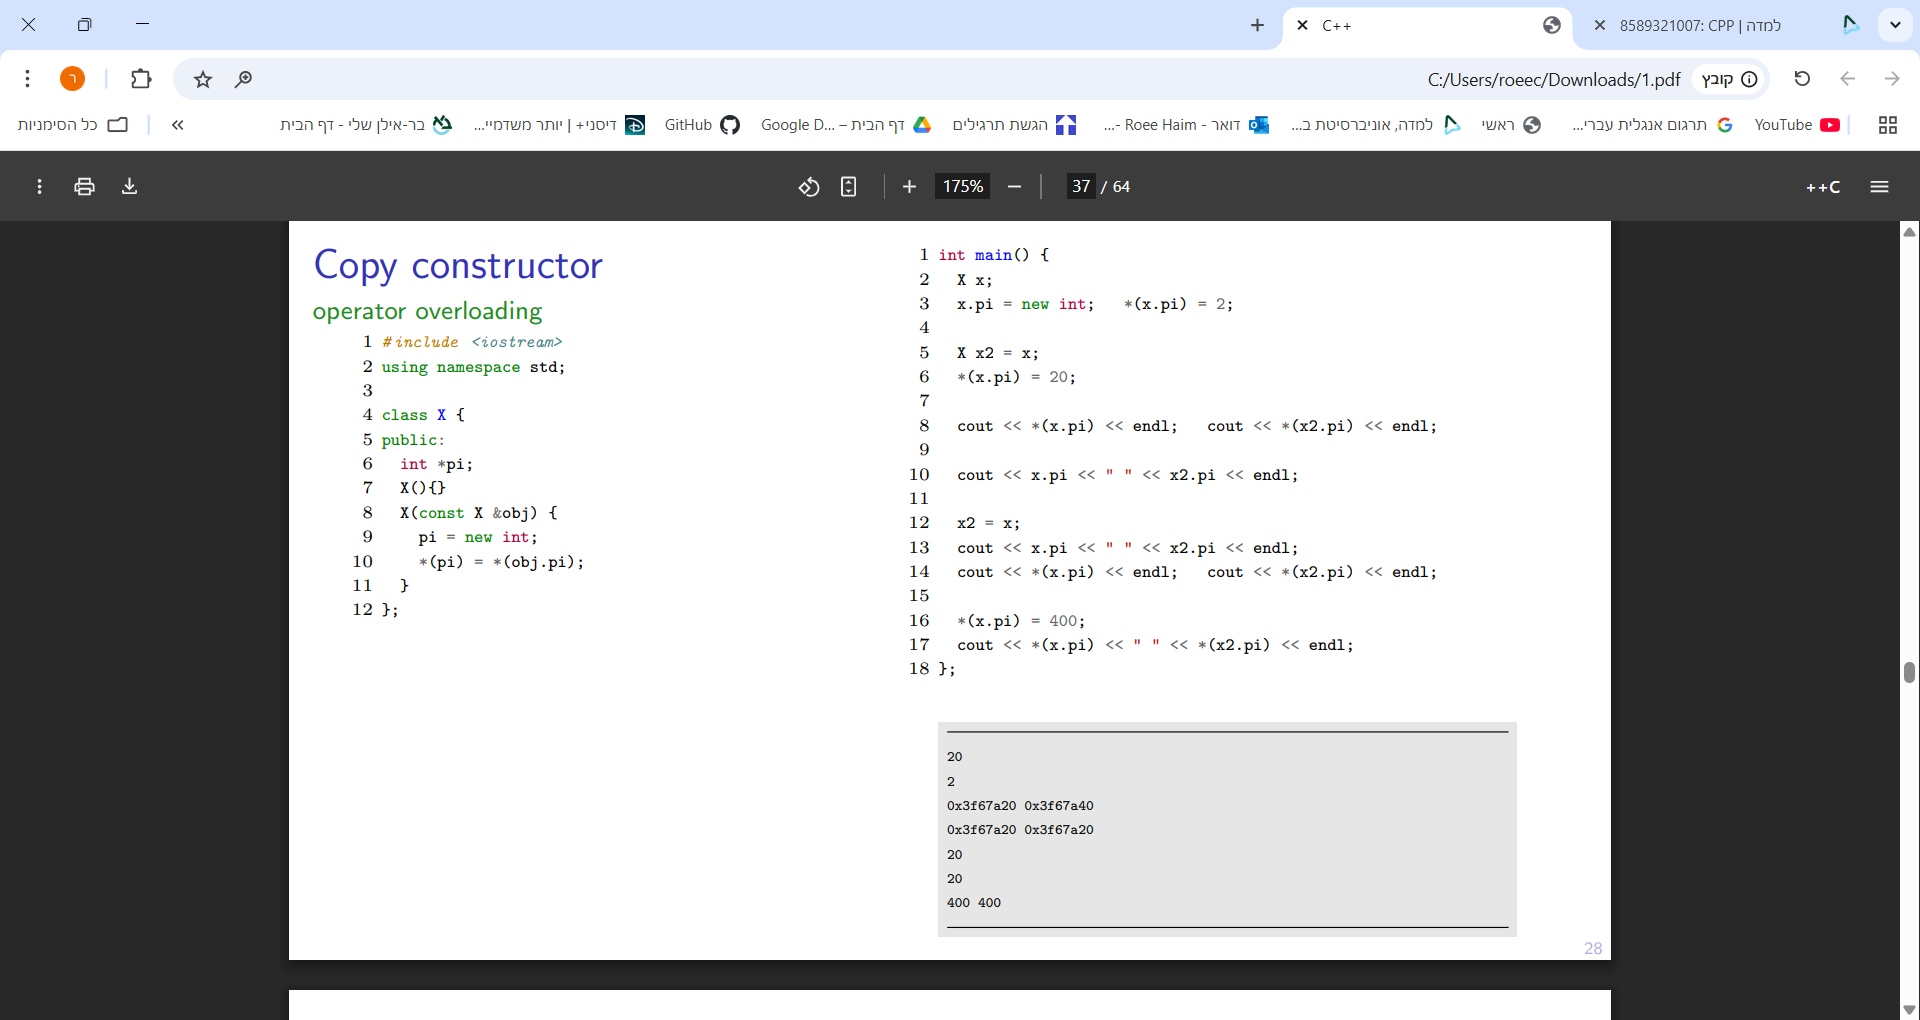 C++
למדה | CPP :8589321007
C:/Users/roeec/Downloads/1.pdf
קובץ
כל הסימניות
«
בר-אילן שלי - דף הבית
דיסני+ | יותר משדמיי...
GitHub
Google D... – דף הבית
הגשת תרגילים
דואר - Roee Haim -...
למדה, אוניברסיטת ב...
ראשי
תרגום אנגלית עברי...
YouTube
175%
37 / 64
++C
Copy constructor
operator overloading
1 #include <iostream>
2 using namespace std;
3
4 class X {
5 public:
6 int *pi;
7 X(){}
8 X(const X &obj) {
9 pi = new int;
10 *(pi) = *(obj.pi);
11 }
12 };
1 int main() {
2 X x;
3 x.pi = new int; *(x.pi) = 2;
4
5 X x2 = x;
6 *(x.pi) = 20;
7
8 cout << *(x.pi) << endl; cout << *(x2.pi) << endl;
9
10 cout << x.pi << " " << x2.pi << endl;
11
12 x2 = x;
13 cout << x.pi << " " << x2.pi << endl;
14 cout << *(x.pi) << endl; cout << *(x2.pi) << endl;
15
16 *(x.pi) = 400;
17 cout << *(x.pi) << " " << *(x2.pi) << endl;
18 };
20
2
0x3f67a20 0x3f67a40
0x3f67a20 0x3f67a20
20
20
400 400
28